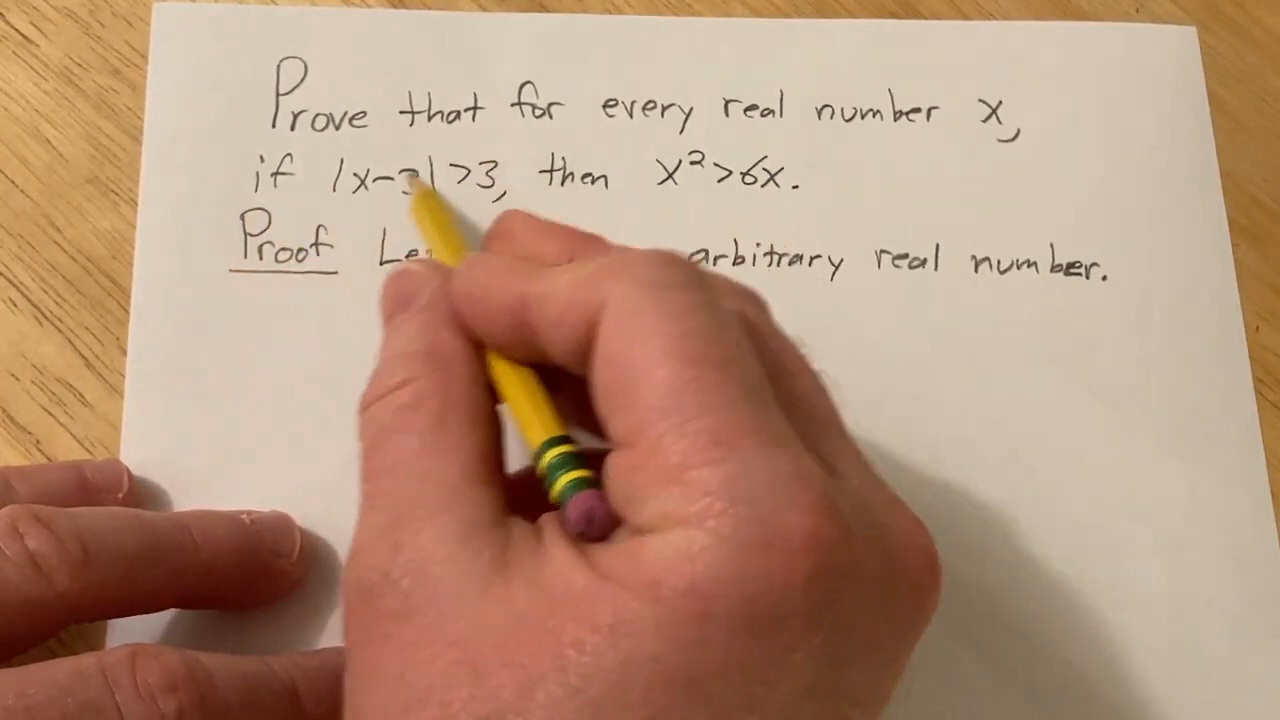 Prove that for every real number x,
if |x-3| >3, then x²>6x.
Proof arbitrary real number.